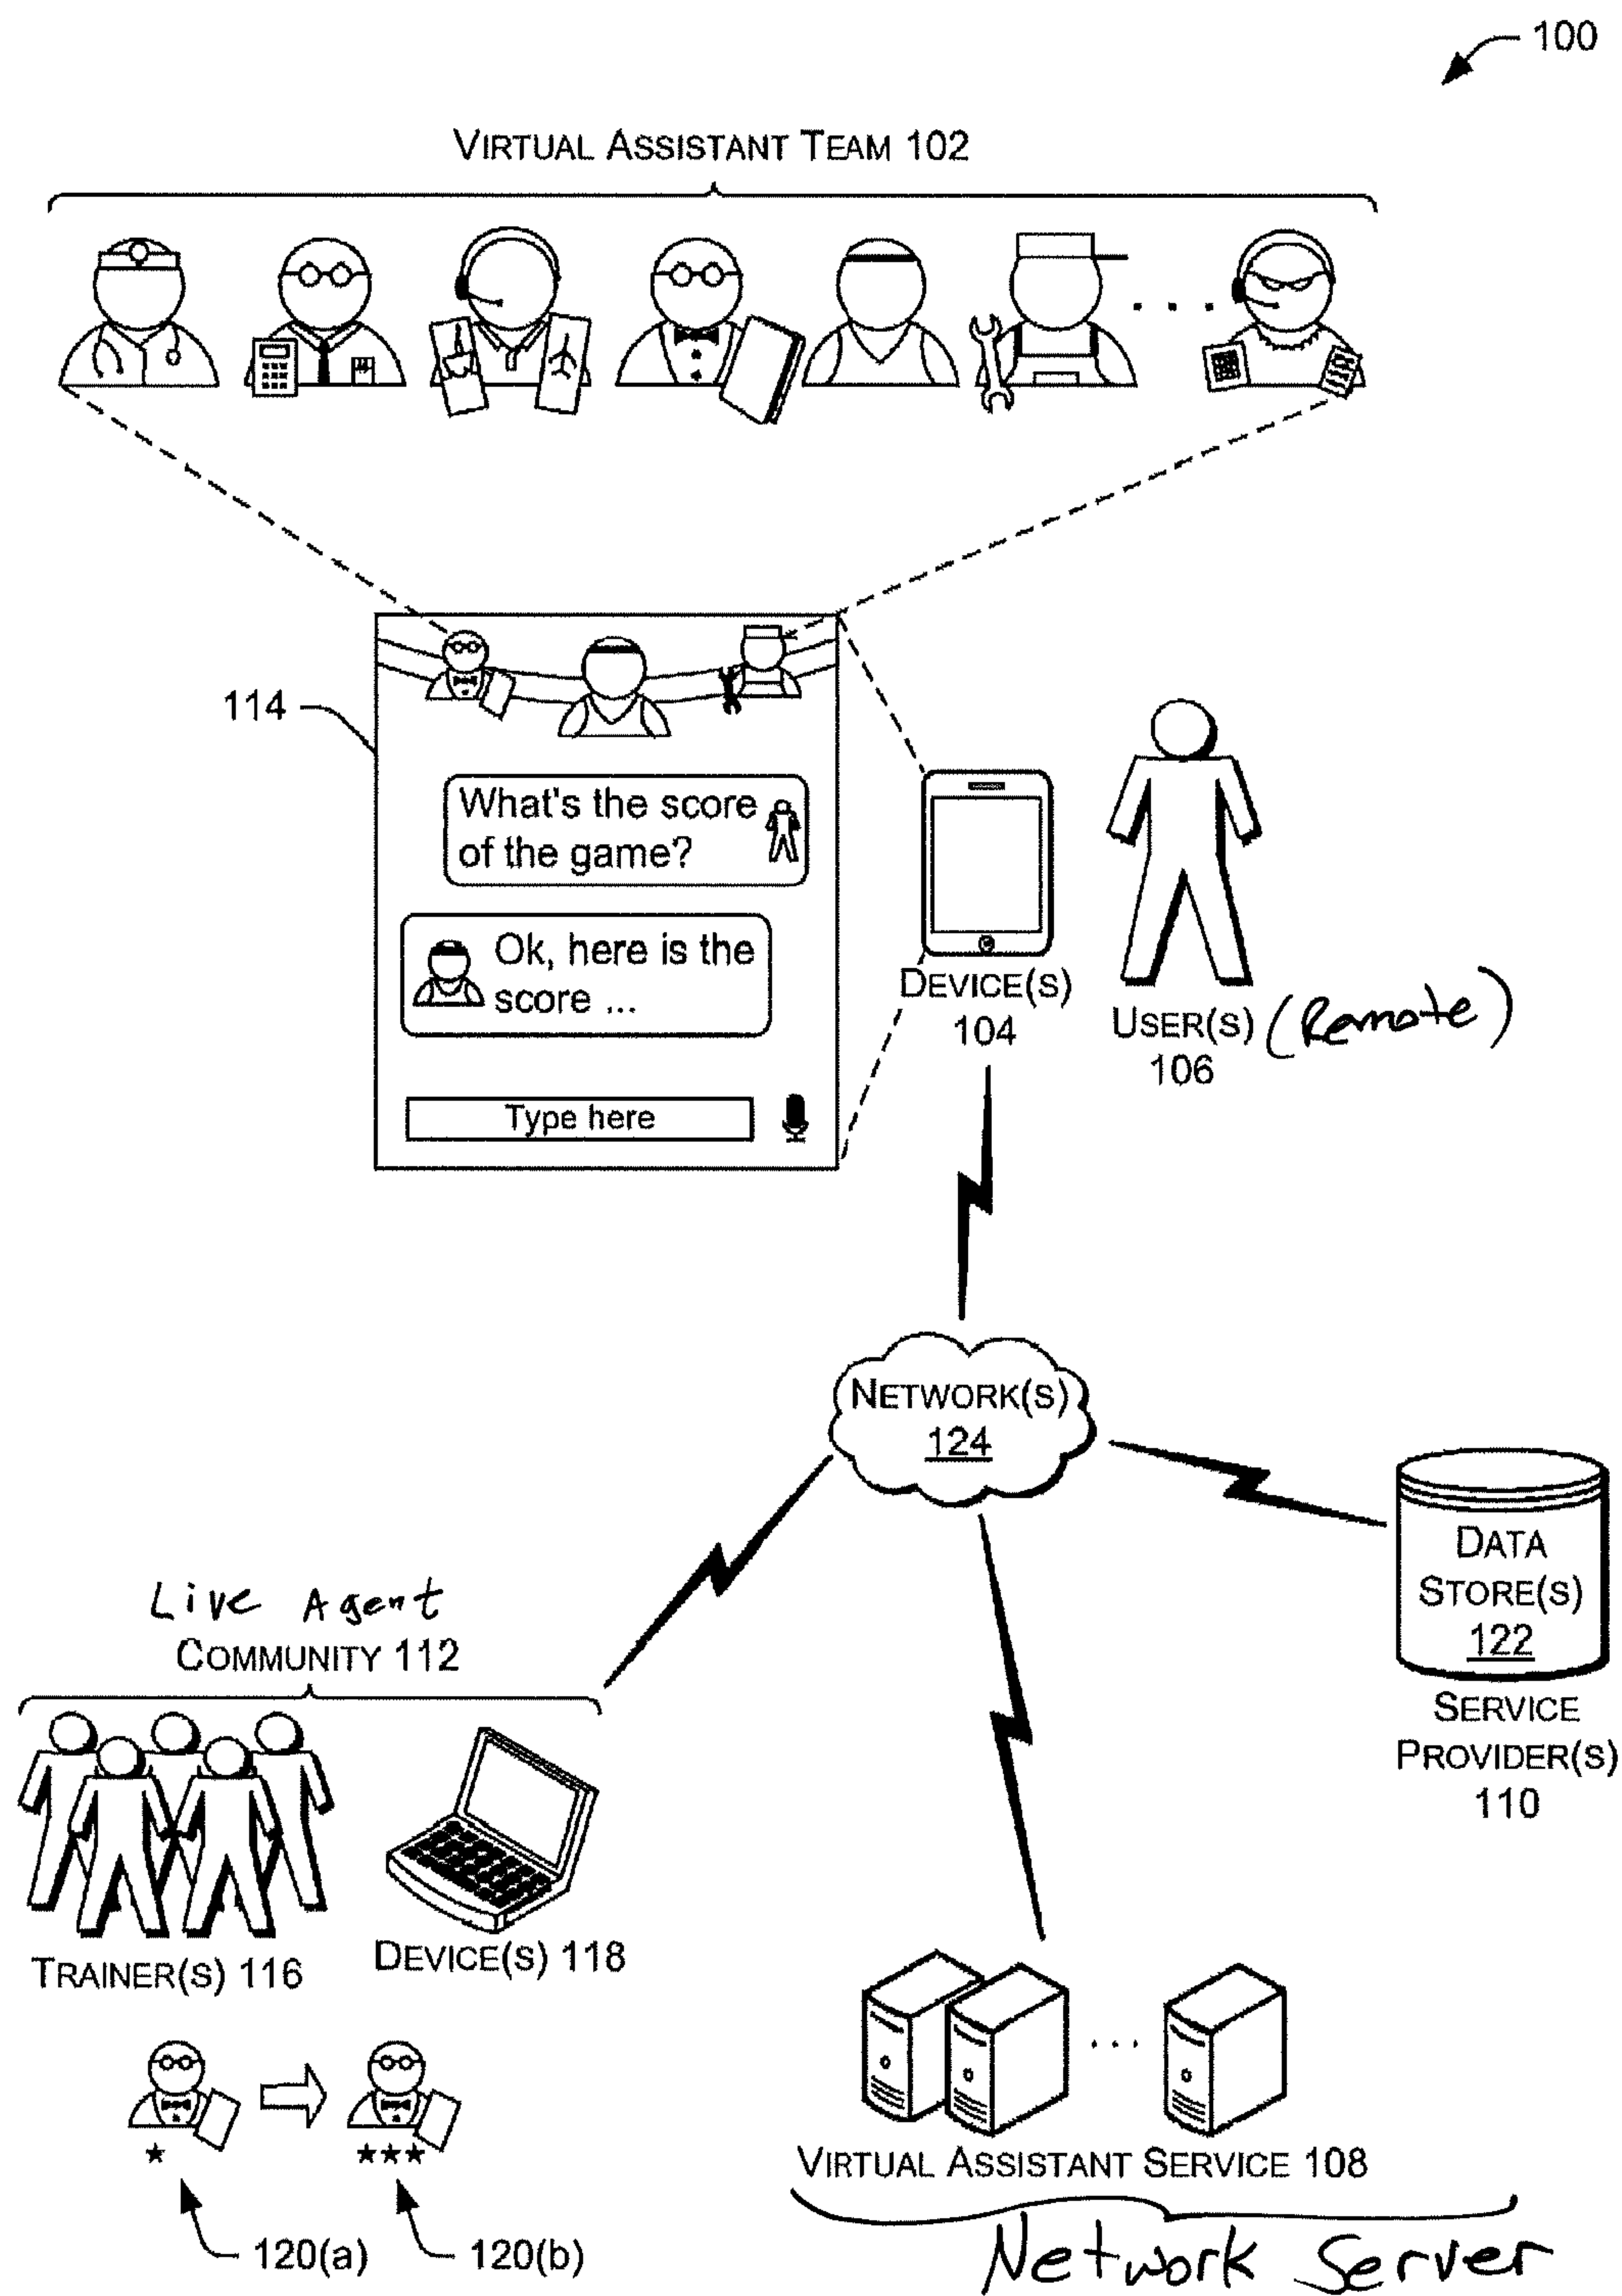 100
VIRTUAL ASSISTANT TEAM 102
114
What's the score
of the game?
Ok, here is the
score ...
Type here
DEVICE(S)
104
USER(S) (Remote)
106
NETWORK(S)
124
DATA
STORE(S)
122
SERVICE
PROVIDER(S)
110
Live Agent
COMMUNITY 112
TRAINER(S) 116
DEVICE(S) 118
120(a)
120(b)
VIRTUAL ASSISTANT SERVICE 108
Network Server